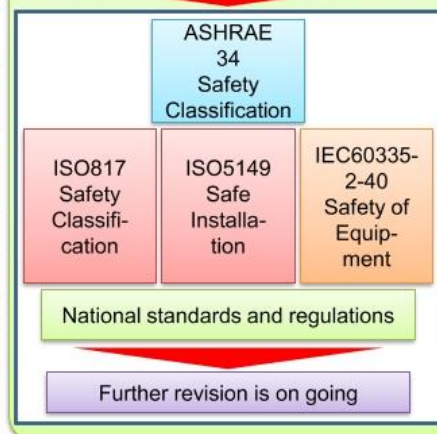 ASHRAE
34
Safety
Classification
ISO817
Safety
Classifi-
cation
ISO5149
Safe
Installa-
tion
IEC60335-
2-40
Safety of
Equip-
ment
National standards and regulations
Further revision is on going